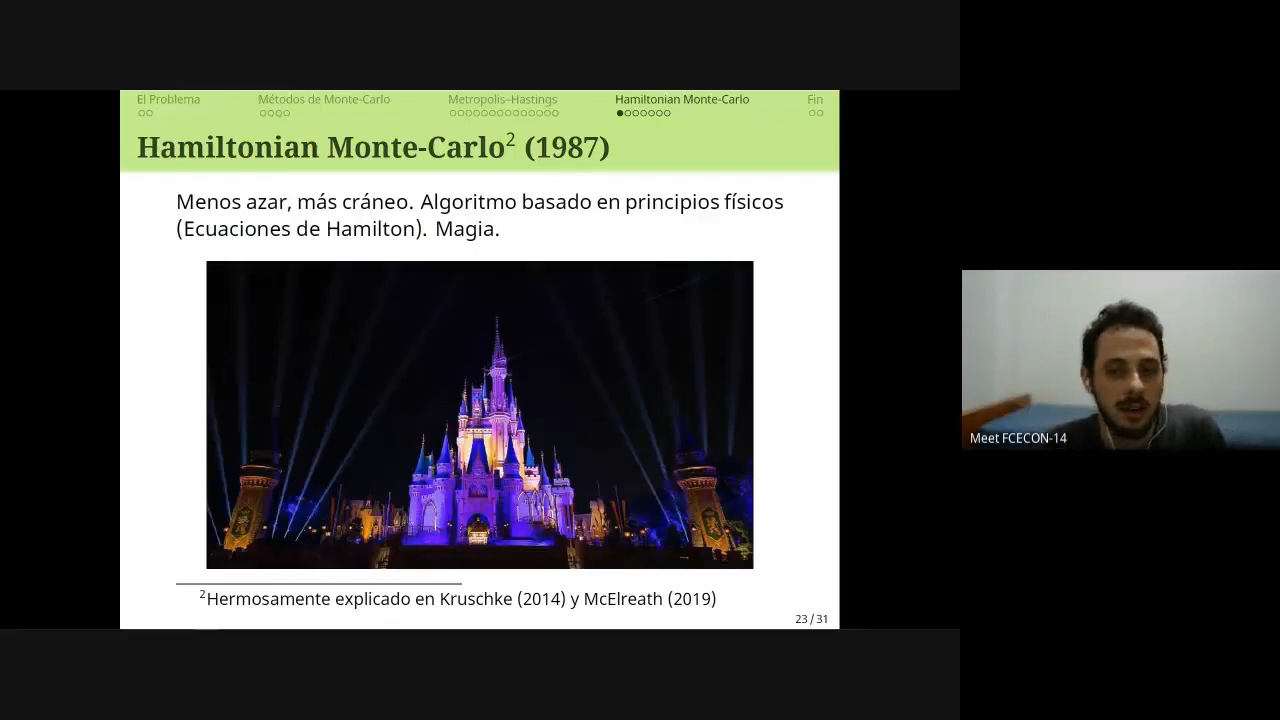 El Problema
Métodos de Monte-Carlo
Metropolis–Hastings
Hamiltonian Monte-Carlo
Fin
Hamiltonian Monte-Carlo² (1987)
Menos azar, más cráneo. Algoritmo basado en principios físicos
(Ecuaciones de Hamilton). Magia.
²Hermosamente explicado en Kruschke (2014) y McElreath (2019)
23 / 31
Meet FCECON-14